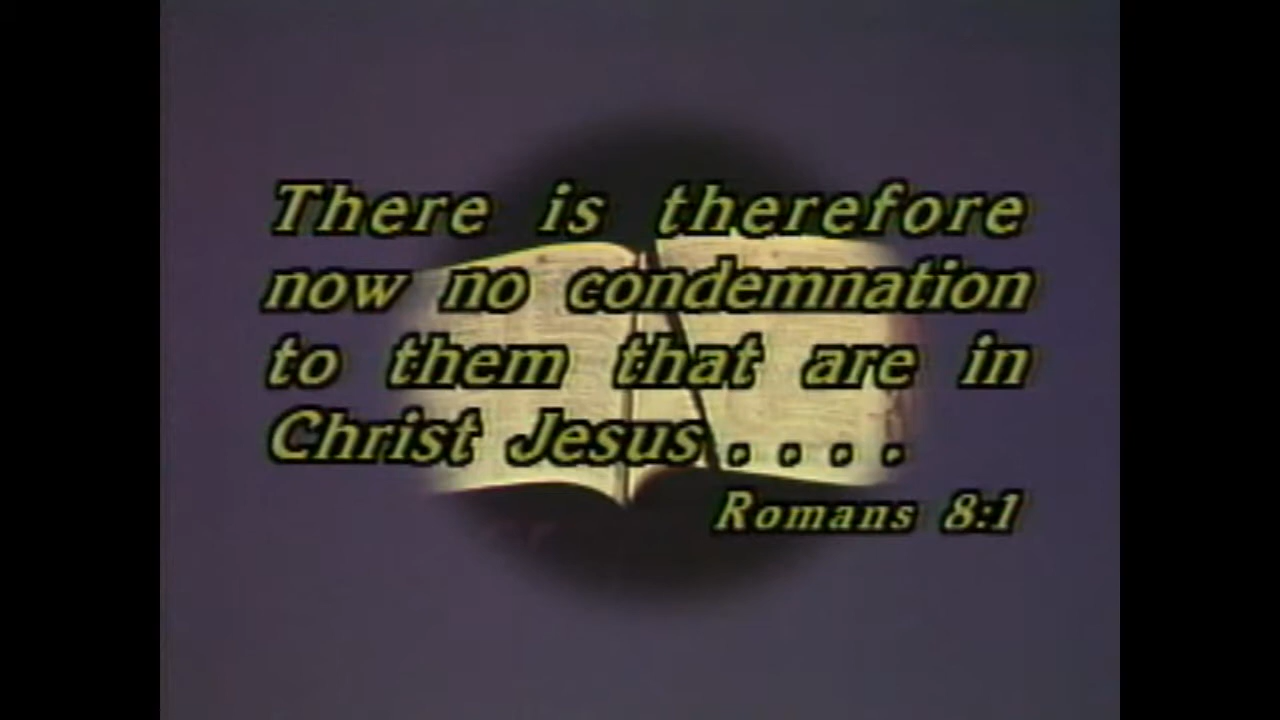 There is therefore
now no condemnation
to them that are in
Christ Jesus . . . .
Romans 8:1